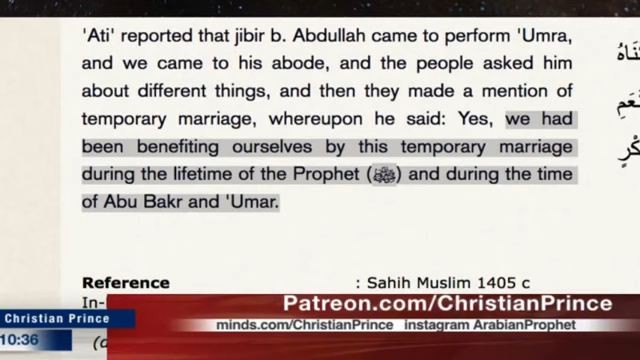 'Ati' reported that jibir b. Abdullah came to perform 'Umra,
and we came to his abode, and the people asked him
about different things, and then they made a mention of
temporary marriage, whereupon he said: Yes, we had
been benefiting ourselves by this temporary marriage
during the lifetime of the Prophet (ﷺ) and during the time
of Abu Bakr and 'Umar.
Reference : Sahih Muslim 1405 c
Patreon.com/ChristianPrince
Christian Prince
minds.com/ChristianPrince instagram ArabianProphet
10:36